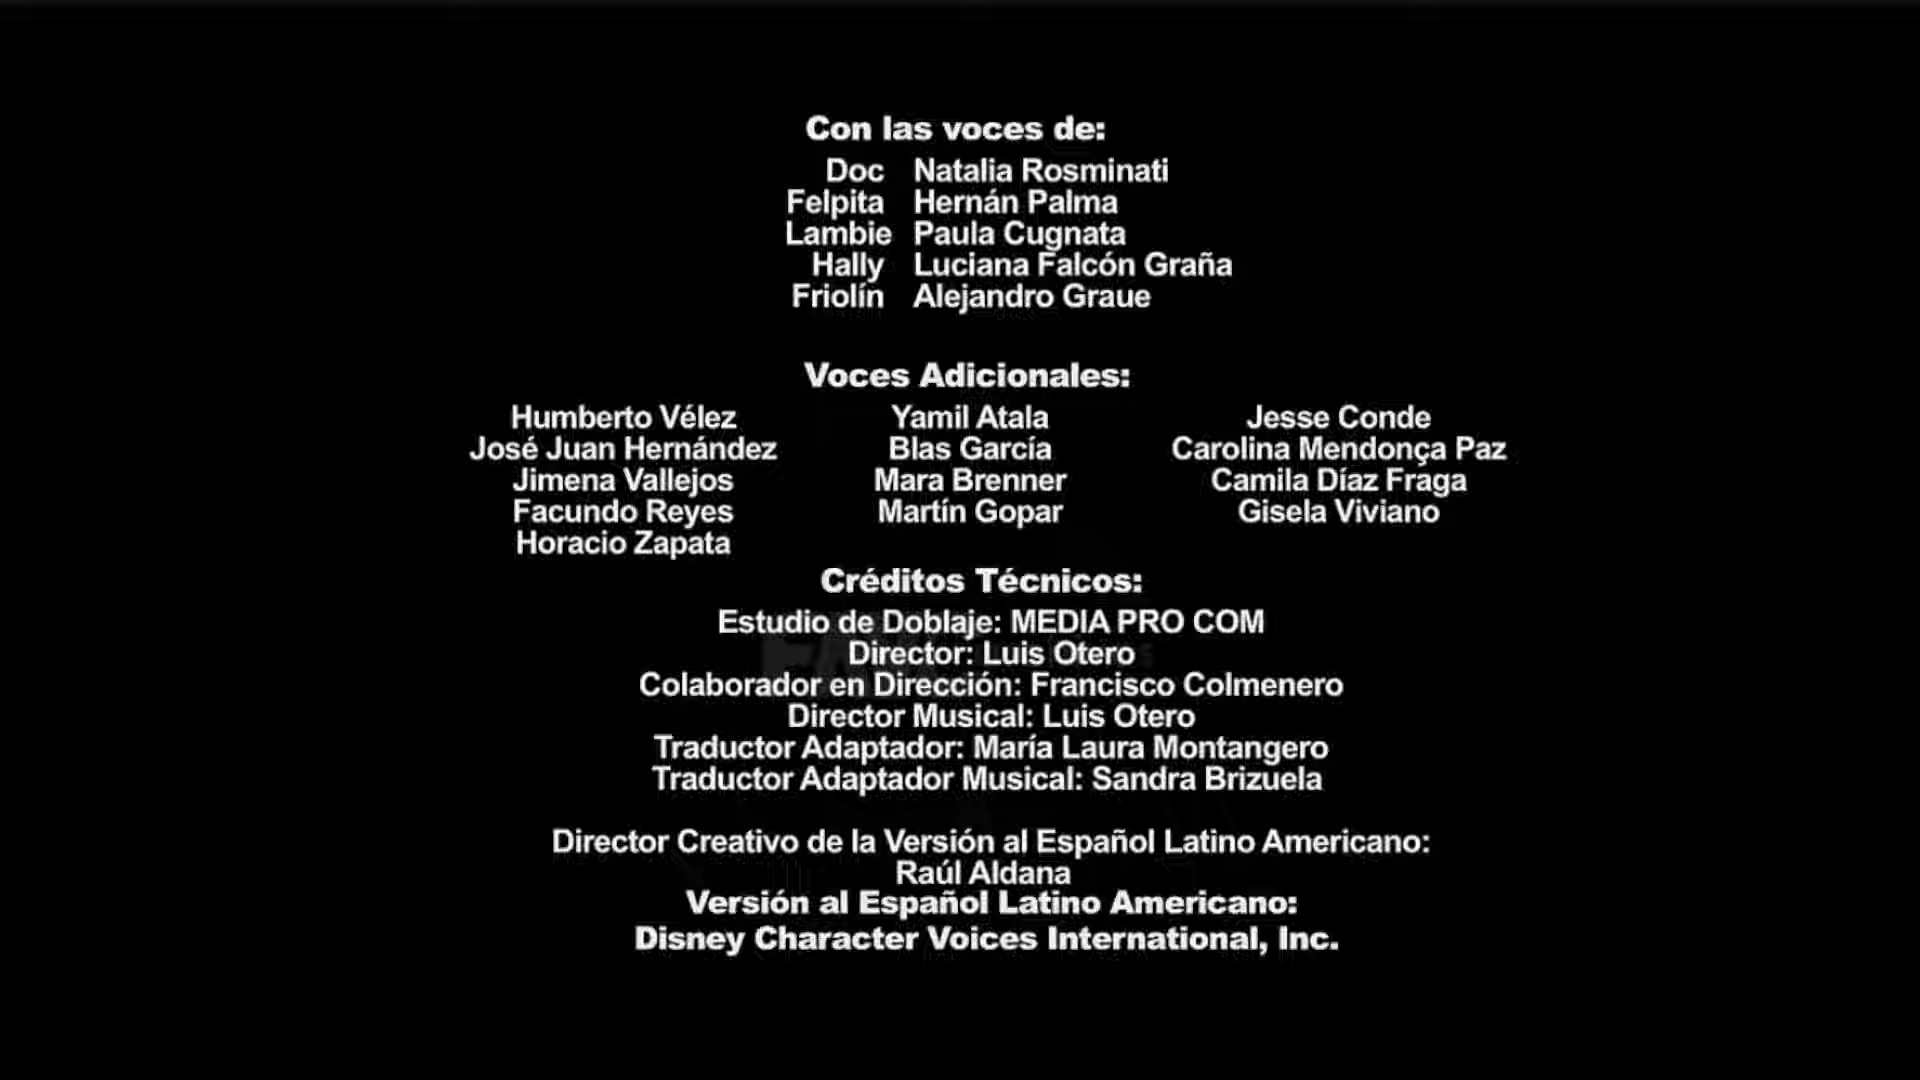 Con las voces de:
Doc Natalia Rosminati
Felpita Hernán Palma
Lambie Paula Cugnata
Hally Luciana Falcón Graña
Friolín Alejandro Graue
Voces Adicionales:
Humberto Vélez Yamil Atala Jesse Conde
José Juan Hernández Blas García Carolina Mendonça Paz
Jimena Vallejos Mara Brenner Camila Díaz Fraga
Facundo Reyes Martín Gopar Gisela Viviano
Horacio Zapata
Créditos Técnicos:
Estudio de Doblaje: MEDIA PRO COM
Director: Luis Otero
Colaborador en Dirección: Francisco Colmenero
Director Musical: Luis Otero
Traductor Adaptador: María Laura Montangero
Traductor Adaptador Musical: Sandra Brizuela
Director Creativo de la Versión al Español Latino Americano:
Raúl Aldana
Versión al Español Latino Americano:
Disney Character Voices International, Inc.